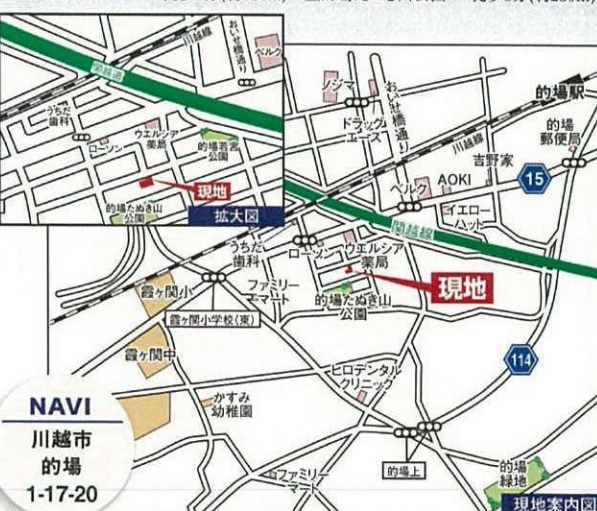 川越線
おいせ橋通り
ベルク
関越道
うちだ
歯科
ローソン
ウエルシア
薬局
的場若宮
公園
現地
的場たぬき山
公園
拡大図
ノジマ
おいせ橋通り
ドラッグ
エース
川越線
的場駅
的場
郵便局
吉野家
15
ベルク
AOKI
イエロー
ハット
関越線
うちだ
歯科
ローソン
ウエルシア
薬局
現地
ファミリー
マート
的場たぬき山
公園
霞ヶ関小
霞ヶ関小学校(東)
霞ヶ関中
114
ヒロデンタル
クリニック
かすみ
幼稚園
NAVI
川越市
的場
1-17-20
ファミリー
マート
的場上
的場
緑地
現地案内図